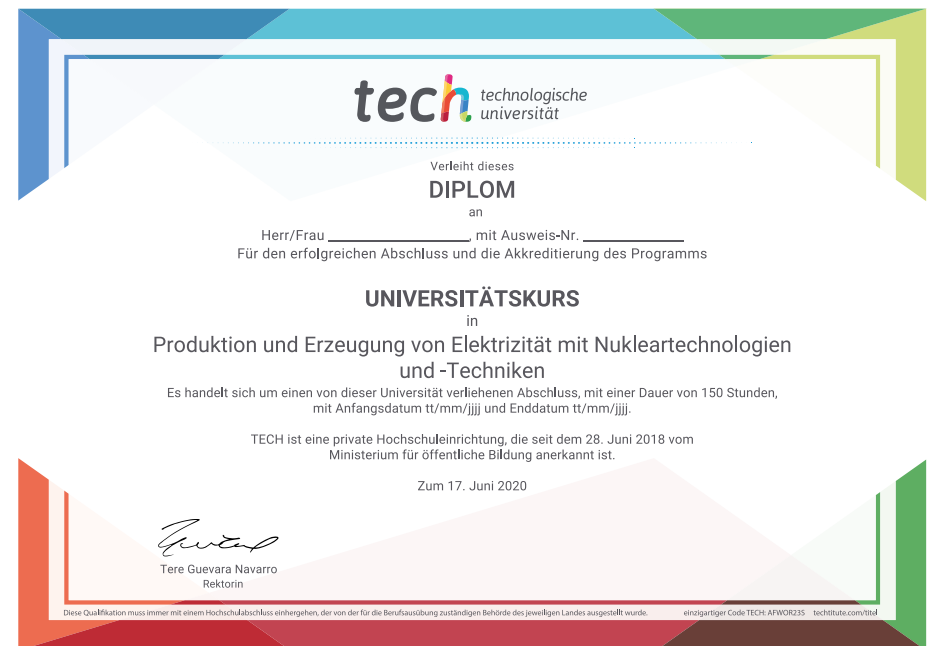 tech technologische
universität
Verleiht dieses
DIPLOM
an
Herr/Frau ____________________, mit Ausweis-Nr. ______________
Für den erfolgreichen Abschluss und die Akkreditierung des Programms
UNIVERSITÄTSKURS
in
Produktion und Erzeugung von Elektrizität mit Nukleartechnologien
und -Techniken
Es handelt sich um einen von dieser Universität verliehenen Abschluss, mit einer Dauer von 150 Stunden,
mit Anfangsdatum tt/mm/jjjj und Enddatum tt/mm/jjjj.
TECH ist eine private Hochschuleinrichtung, die seit dem 28. Juni 2018 vom
Ministerium für öffentliche Bildung anerkannt ist.
Zum 17. Juni 2020
Tere Guevara Navarro
Rektorin
Diese Qualifikation muss immer mit einem Hochschulabschluss einhergehen, der von der für die Berufsausübung zuständigen Behörde des jeweiligen Landes ausgestellt wurde. einzigartiger Code TECH: AFWOR23S techtitute.com/titel